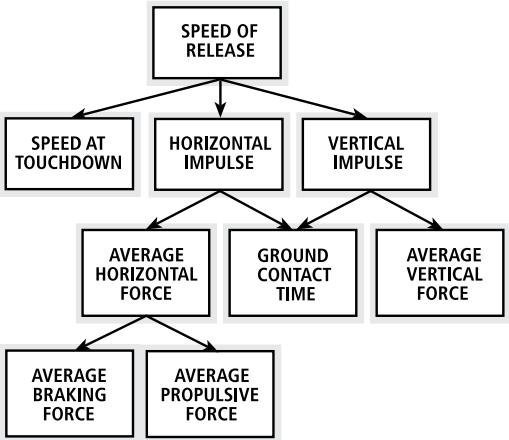 SPEED OF
RELEASE
SPEED AT
TOUCHDOWN
HORIZONTAL
IMPULSE
VERTICAL
IMPULSE
AVERAGE
HORIZONTAL
FORCE
GROUND
CONTACT
TIME
AVERAGE
VERTICAL
FORCE
AVERAGE
BRAKING
FORCE
AVERAGE
PROPULSIVE
FORCE